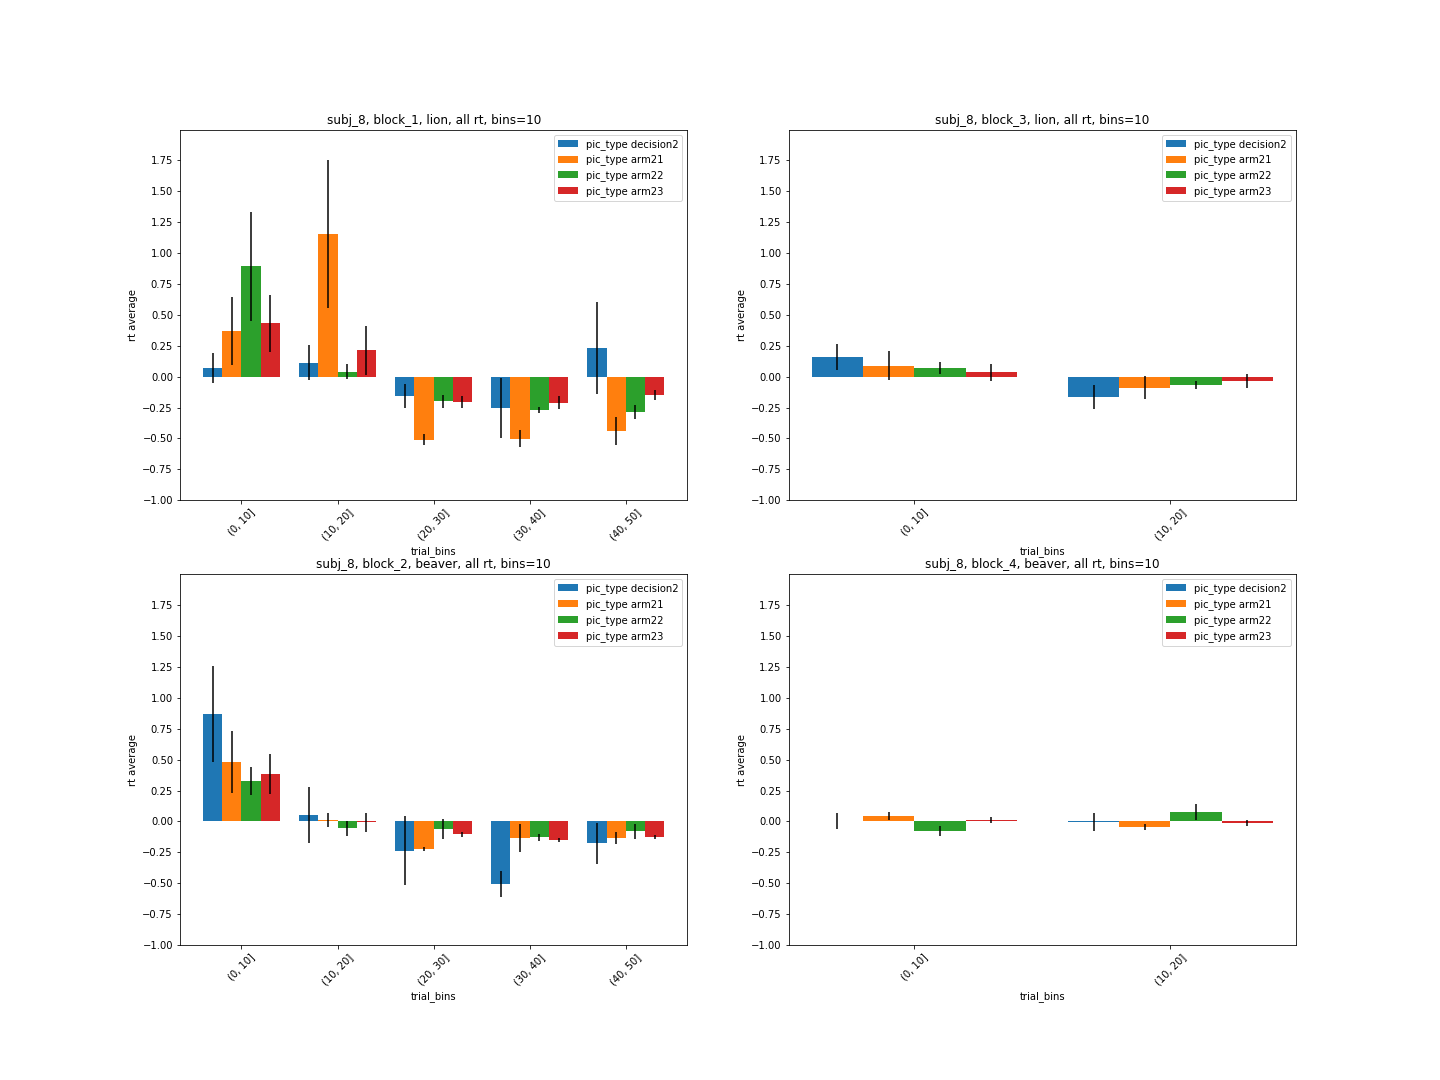 subj_8, block_1, lion, all rt, bins=10
pic_type decision2
pic_type arm21
pic_type arm22
pic_type arm23
1.75
1.50
1.25
1.00
0.75
0.50
0.25
0.00
−0.25
−0.50
−0.75
−1.00
rt average
(0, 10]
(10, 20]
(20, 30]
(30, 40]
(40, 50]
trial_bins
subj_8, block_3, lion, all rt, bins=10
pic_type decision2
pic_type arm21
pic_type arm22
pic_type arm23
1.75
1.50
1.25
1.00
0.75
0.50
0.25
0.00
−0.25
−0.50
−0.75
−1.00
rt average
(0, 10]
(10, 20]
trial_bins
subj_8, block_2, beaver, all rt, bins=10
pic_type decision2
pic_type arm21
pic_type arm22
pic_type arm23
1.75
1.50
1.25
1.00
0.75
0.50
0.25
0.00
−0.25
−0.50
−0.75
−1.00
rt average
(0, 10]
(10, 20]
(20, 30]
(30, 40]
(40, 50]
trial_bins
subj_8, block_4, beaver, all rt, bins=10
pic_type decision2
pic_type arm21
pic_type arm22
pic_type arm23
1.75
1.50
1.25
1.00
0.75
0.50
0.25
0.00
−0.25
−0.50
−0.75
−1.00
rt average
(0, 10]
(10, 20]
trial_bins